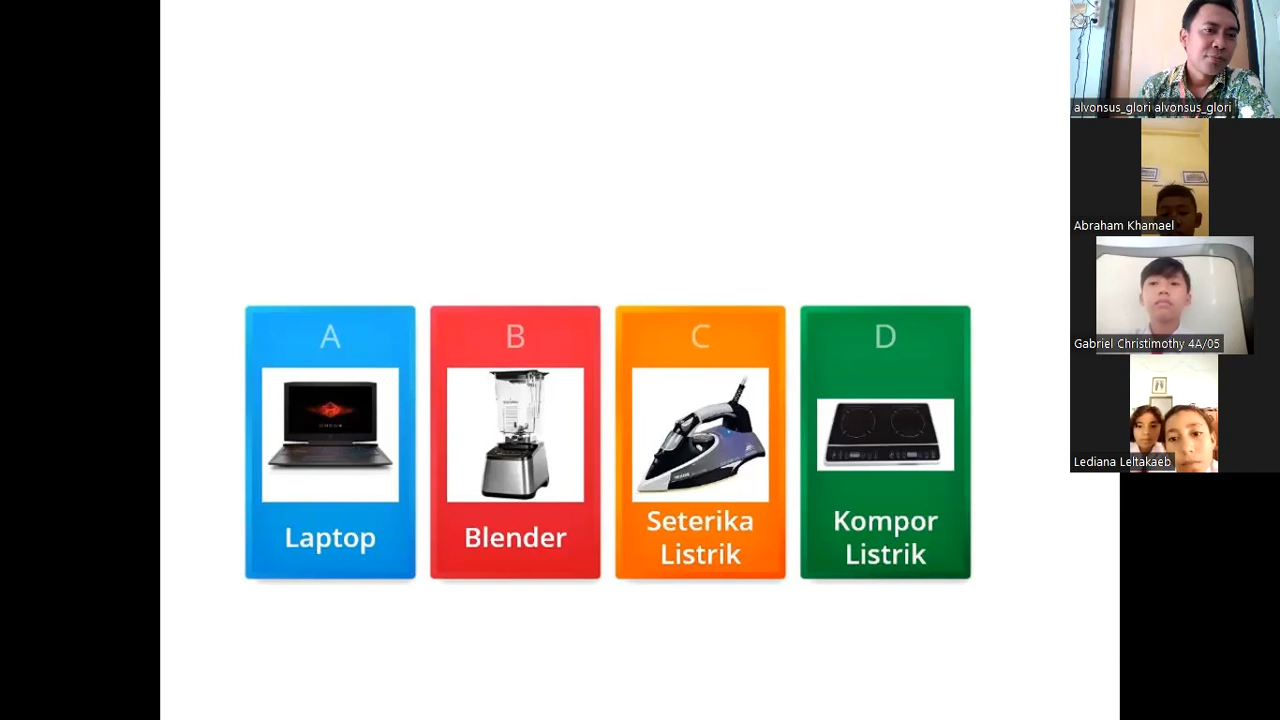 A
Laptop
B
Blender
C
Seterika
Listrik
D
Kompor
Listrik
alvonsus_glori alvonsus_glori
Abraham Khamael
Gabriel Christimothy 4A/05
Lediana Leltakaeb